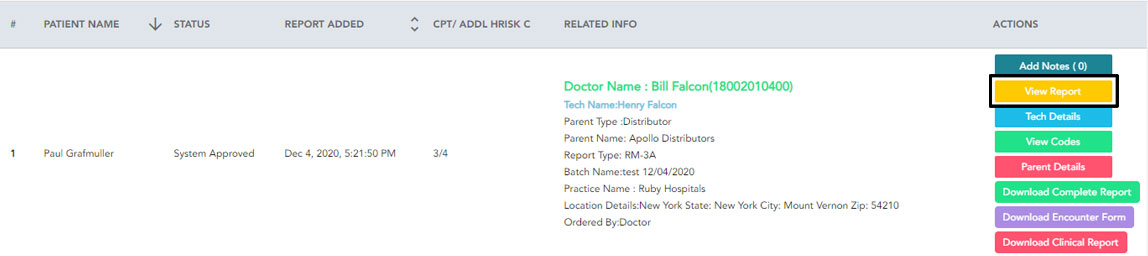 # PATIENT NAME STATUS REPORT ADDED CPT/ ADDL HRISK C RELATED INFO ACTIONS
1 Paul Grafmuller System Approved Dec 4, 2020, 5:21:50 PM 3/4
Doctor Name : Bill Falcon(18002010400)
Tech Name:Henry Falcon
Parent Type :Distributor
Parent Name: Apollo Distributors
Report Type: RM-3A
Batch Name:test 12/04/2020
Practice Name : Ruby Hospitals
Location Details:New York State: New York City: Mount Vernon Zip: 54210
Ordered By:Doctor
Add Notes ( 0)
View Report
Tech Details
View Codes
Parent Details
Download Complete Report
Download Encounter Form
Download Clinical Report